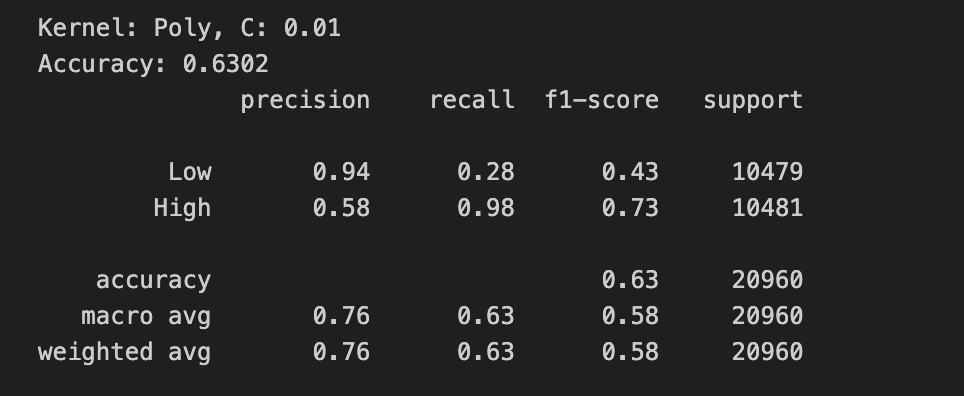 Kernel: Poly, C: 0.01
Accuracy: 0.6302
precision recall f1-score support
Low 0.94 0.28 0.43 10479
High 0.58 0.98 0.73 10481
accuracy 0.63 20960
macro avg 0.76 0.63 0.58 20960
weighted avg 0.76 0.63 0.58 20960